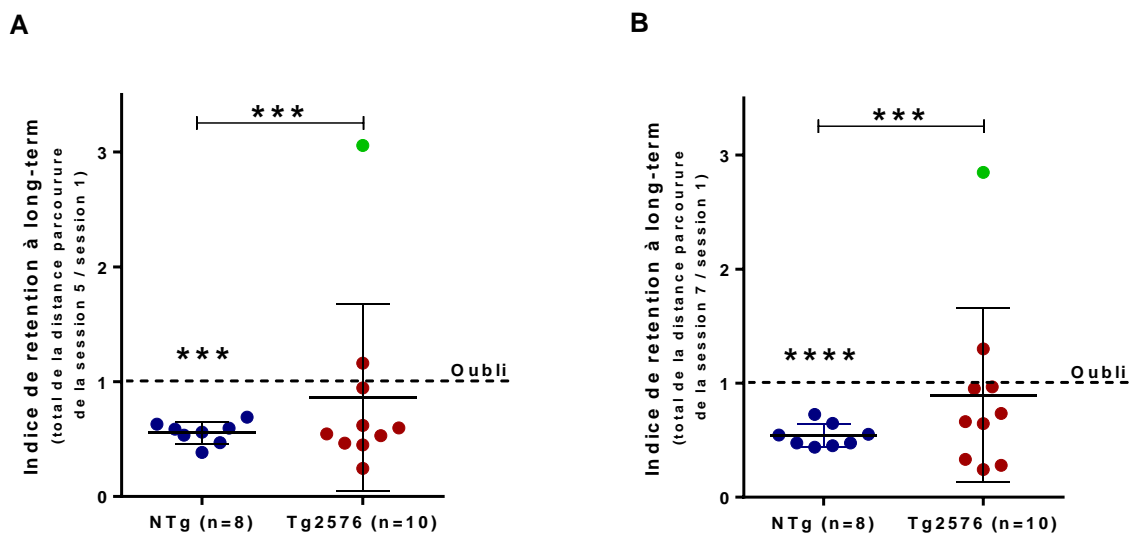 A
Indice de retention à long-term
(total de la distance parcourure
de la session 5 / session 1)
3
2
1
0
***
***
Oubli
NTg (n=8)
Tg2576 (n=10)
B
Indice de retention à long-term
(total de la distance parcourure
de la session 7 / session 1)
3
2
1
0
***
****
Oubli
NTg (n=8)
Tg2576 (n=10)